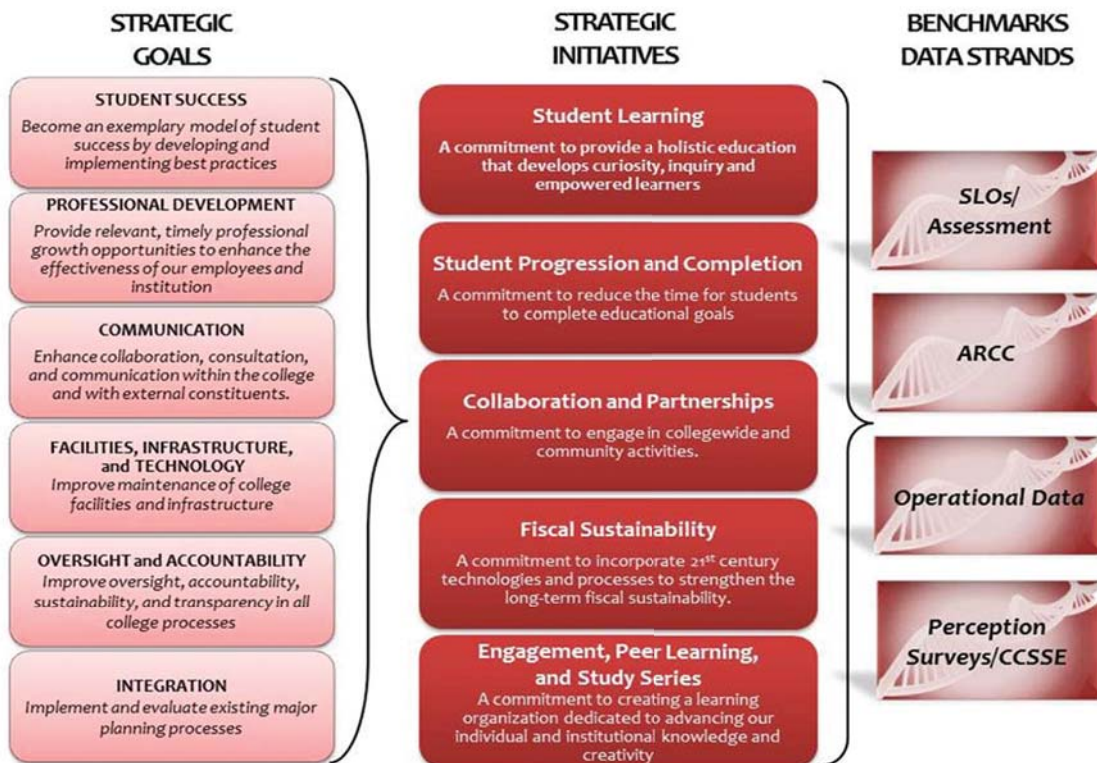 STRATEGIC
GOALS
STUDENT SUCCESS
Become an exemplary model of student
success by developing and
implementing best practices
PROFESSIONAL DEVELOPMENT
Provide relevant, timely professional
growth opportunities to enhance the
effectiveness of our employees and
institution
COMMUNICATION
Enhance collaboration, consultation,
and communication within the college
and with external constituents.
FACILITIES, INFRASTRUCTURE,
and TECHNOLOGY
Improve maintenance of college
facilities and infrastructure
OVERSIGHT and ACCOUNTABILITY
Improve oversight, accountability,
sustainability, and transparency in all
college processes
INTEGRATION
Implement and evaluate existing major
planning processes
STRATEGIC
INITIATIVES
Student Learning
A commitment to provide a holistic education
that develops curiosity, inquiry and
empowered learners
Student Progression and Completion
A commitment to reduce the time for students
to complete educational goals
Collaboration and Partnerships
A commitment to engage in collegewide and
community activities.
Fiscal Sustainability
A commitment to incorporate 21st century
technologies and processes to strengthen the
long-term fiscal sustainability.
Engagement, Peer Learning,
and Study Series
A commitment to creating a learning
organization dedicated to advancing our
individual and institutional knowledge and
creativity
BENCHMARKS
DATA STRANDS
SLOs/
Assessment
ARCC
Operational Data
Perception
Surveys/CCSSE